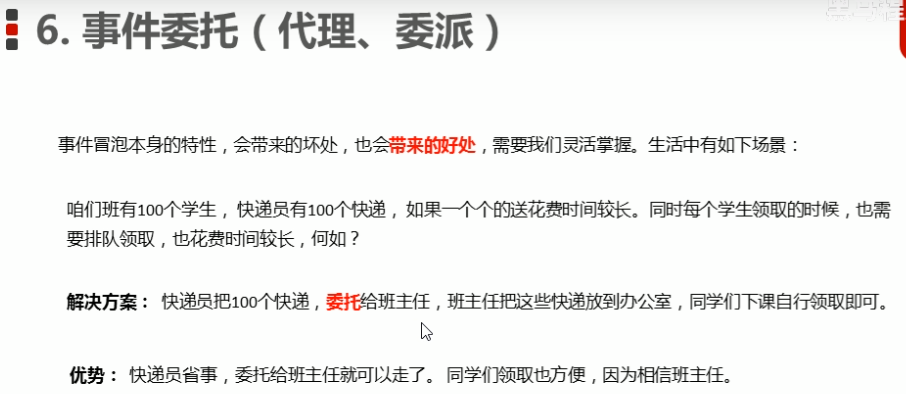 6. 事件委托（代理、委派）
事件冒泡本身的特性，会带来的坏处，也会带来的好处，需要我们灵活掌握。生活中有如下场景：
咱们班有100个学生， 快递员有100个快递， 如果一个个的送花费时间较长。同时每个学生领取的时候，也需
要排队领取，也花费时间较长，何如？
解决方案： 快递员把100个快递，委托给班主任，班主任把这些快递放到办公室，同学们下课自行领取即可。
优势： 快递员省事，委托给班主任就可以走了。 同学们领取也方便，因为相信班主任。